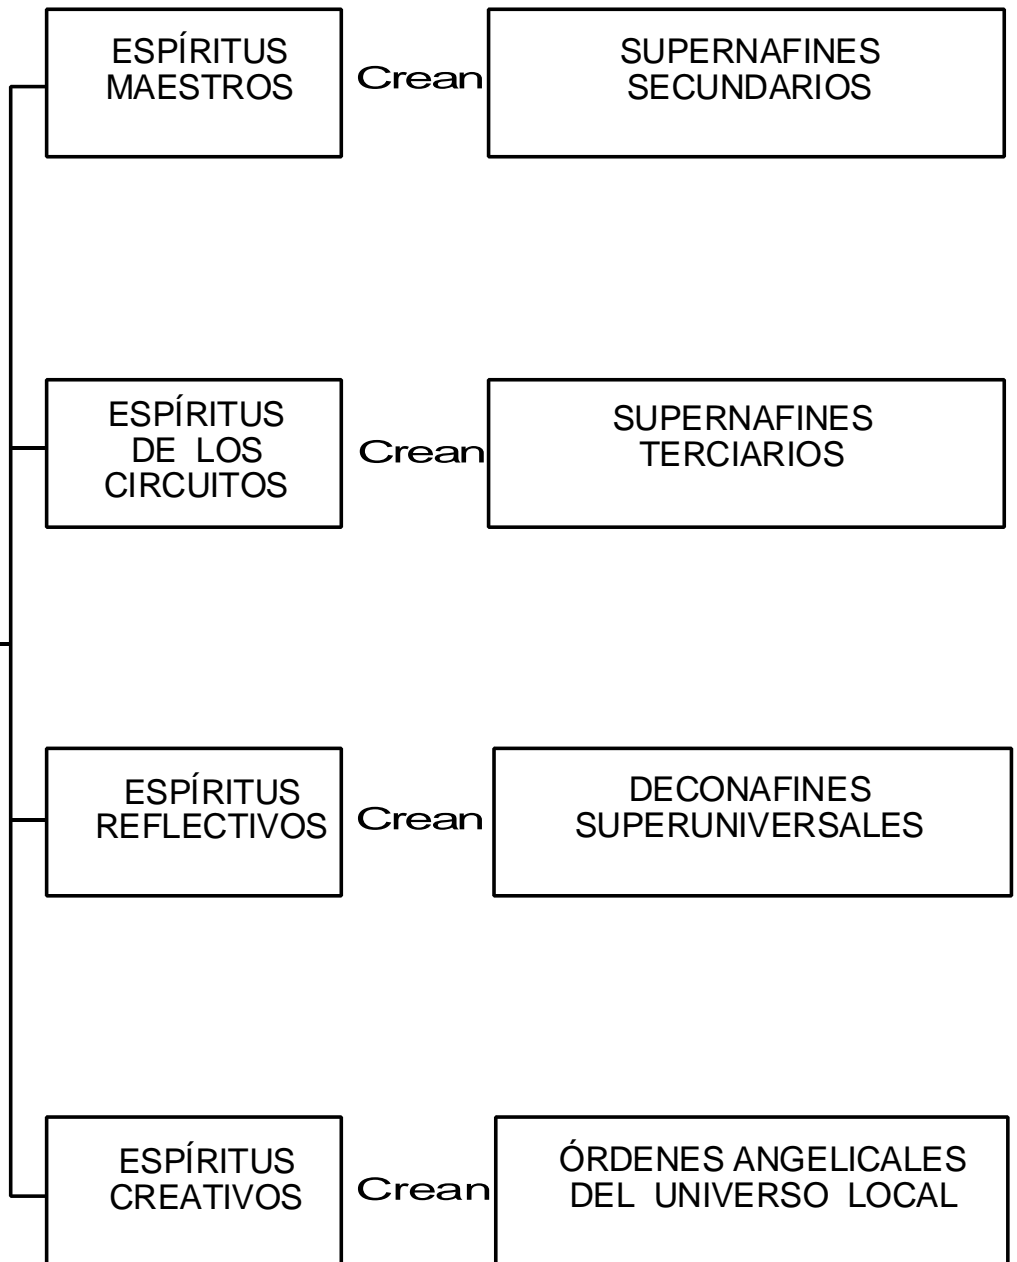 ESPÍRITUS
MAESTROS
Crean
SUPERNAFINES
SECUNDARIOS
ESPÍRITUS
DE LOS
CIRCUITOS
Crean
SUPERNAFINES
TERCIARIOS
ESPÍRITUS
REFLECTIVOS
Crean
DECONAFINES
SUPERUNIVERSALES
ESPÍRITUS
CREATIVOS
Crean
ÓRDENES ANGELICALES
DEL UNIVERSO LOCAL